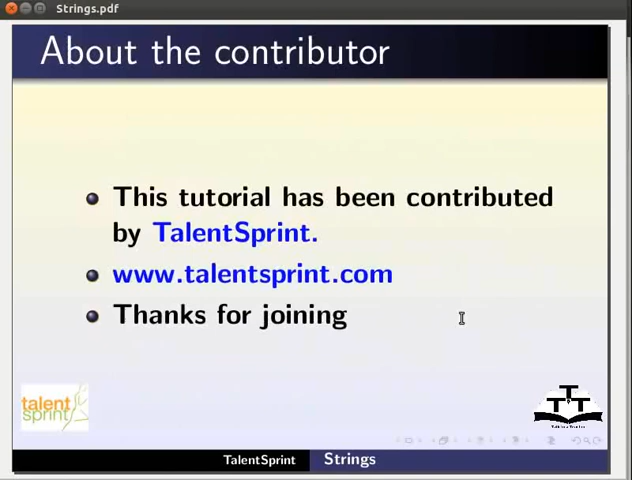 Strings.pdf
About the contributor
This tutorial has been contributed
by TalentSprint.
www.talentsprint.com
Thanks for joining
talent
sprint
TTT
TalentSprint
Strings